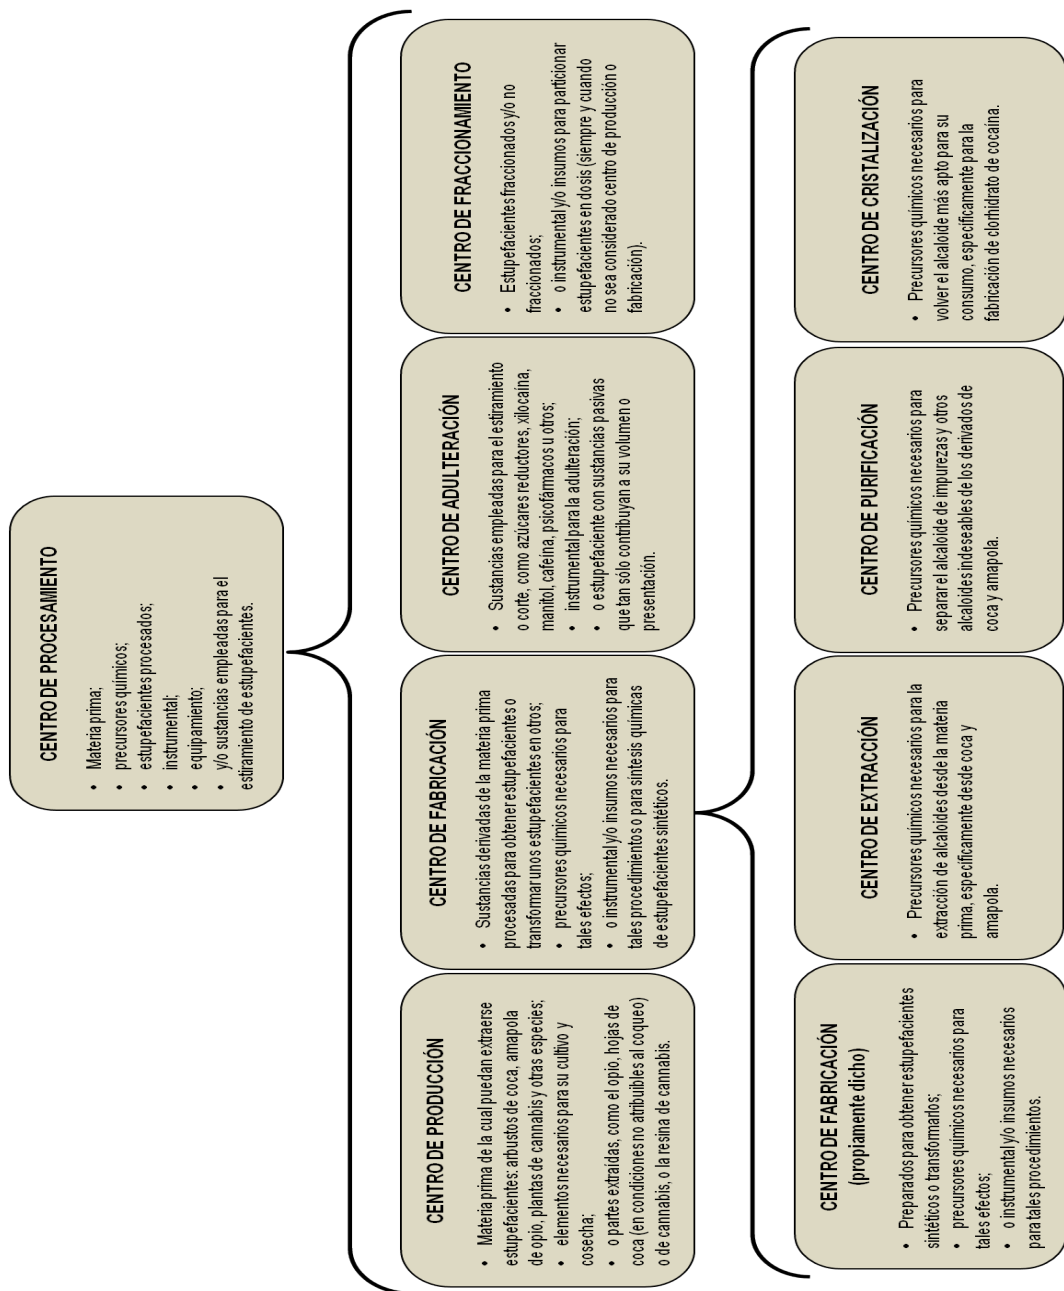 CENTRO DE PROCESAMIENTO
• Materia prima;
• precursores químicos;
• estupefacientes procesados;
• instrumental;
• equipamiento;
• y/o sustancias empleadas para el
estiramiento de estupefacientes.
CENTRO DE PRODUCCIÓN
• Materia prima de la cual puedan extraerse
estupefacientes: arbustos de coca, amapola
de opio, plantas de cannabis y otras especies;
• elementos necesarios para su cultivo y
cosecha;
• o partes extraídas, como el opio, hojas de
coca (en condiciones no atribuibles al coqueo)
o de cannabis, o la resina de cannabis.
CENTRO DE FABRICACIÓN
• Sustancias derivadas de la materia prima
procesadas para obtener estupefacientes o
transformar unos estupefacientes en otros;
• precursores químicos necesarios para
tales efectos;
• o instrumental y/o insumos necesarios para
tales procedimientos o para síntesis químicas
de estupefacientes sintéticos.
CENTRO DE ADULTERACIÓN
• Sustancias empleadas para el estiramiento
o corte, como azúcares reductores, xilocaína,
manitol, cafeína, psicofármacos u otros;
• instrumental para la adulteración;
• o estupefaciente con sustancias pasivas
que tan sólo contribuyan a su volumen o
presentación.
CENTRO DE FRACCIONAMIENTO
• Estupefacientes fraccionados y/o no
fraccionados;
• o instrumental y/o insumos para particionar
estupefacientes en dosis (siempre y cuando
no sea considerado centro de producción o
fabricación).
CENTRO DE FABRICACIÓN
(propiamente dicho)
• Preparados para obtener estupefacientes
sintéticos o transformarlos;
• precursores químicos necesarios para
tales efectos;
• o instrumental y/o insumos necesarios
para tales procedimientos.
CENTRO DE EXTRACCIÓN
• Precursores químicos necesarios para la
extracción de alcaloides desde la materia
prima, específicamente desde coca y
amapola.
CENTRO DE PURIFICACIÓN
• Precursores químicos necesarios para
separar el alcaloide de impurezas y otros
alcaloides indeseables de los derivados de
coca y amapola.
CENTRO DE CRISTALIZACIÓN
• Precursores químicos necesarios para
volver el alcaloide más apto para su
consumo, específicamente para la
fabricación de clorhidrato de cocaína.